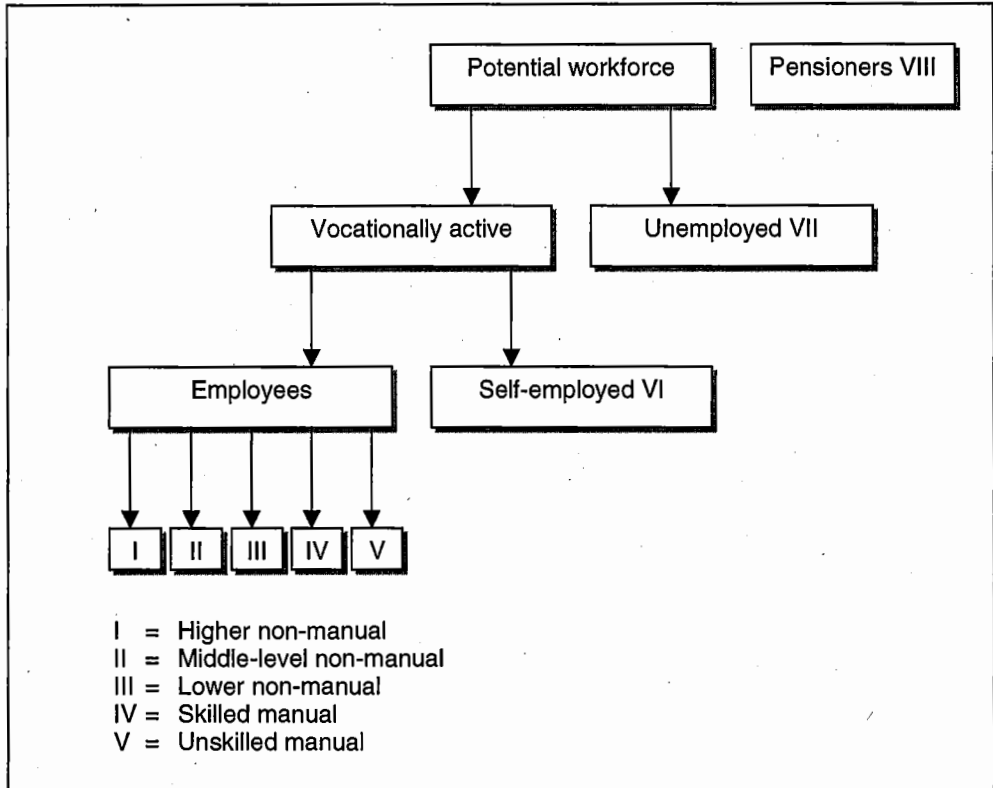 Potential workforce
Pensioners VIII
Vocationally active
Unemployed VII
Employees
Self-employed VI
I
II
III
IV
V
I = Higher non-manual
II = Middle-level non-manual
III = Lower non-manual
IV = Skilled manual
V = Unskilled manual